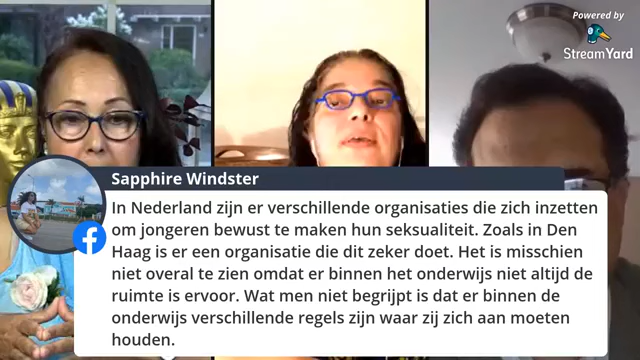 Powered by
StreamYard
Sapphire Windster
In Nederland zijn er verschillende organisaties die zich inzetten
om jongeren bewust te maken hun seksualiteit. Zoals in Den
Haag is er een organisatie die dit zeker doet. Het is misschien
niet overal te zien omdat er binnen het onderwijs niet altijd de
ruimte is ervoor. Wat men niet begrijpt is dat er binnen de
onderwijs verschillende regels zijn waar zij zich aan moeten
houden.